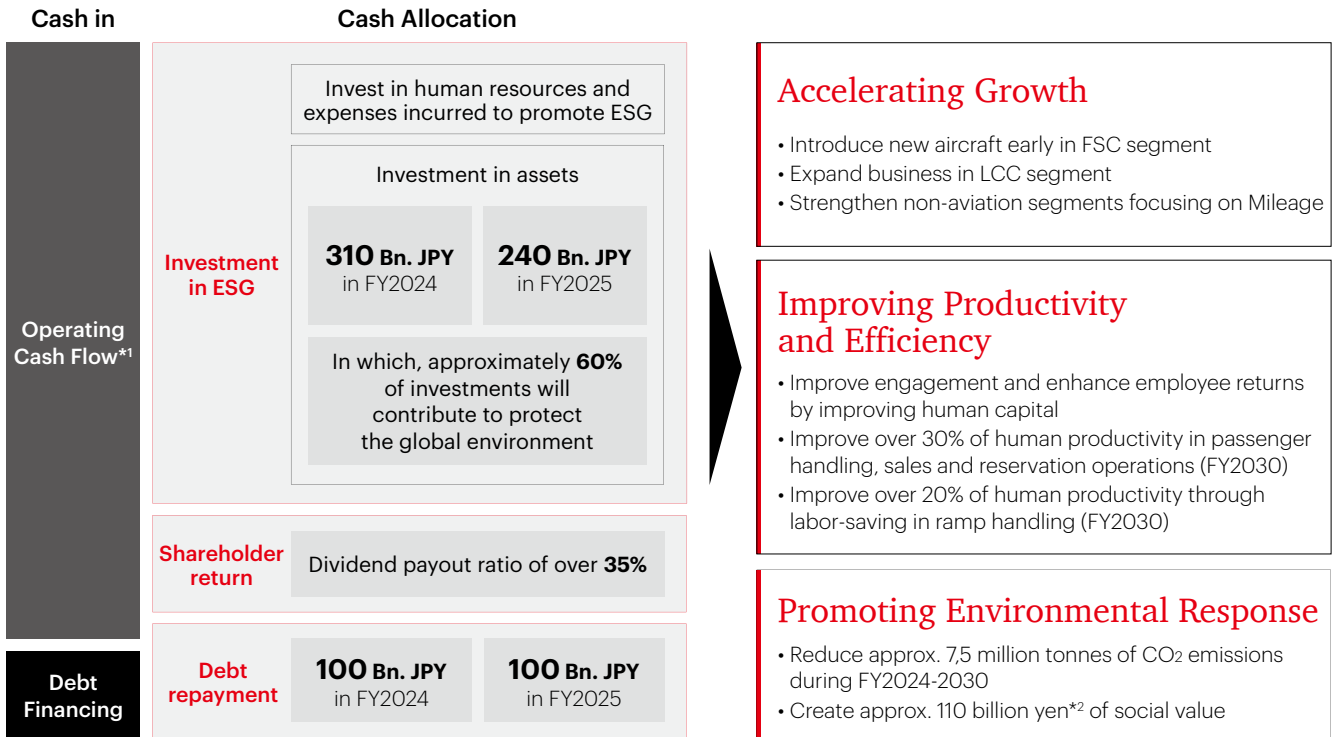 Cash in
Cash Allocation
Operating
Cash Flow*1
Debt
Financing
Investment
in ESG
Invest in human resources and
expenses incurred to promote ESG
Investment in assets
310 Bn. JPY
in FY2024
240 Bn. JPY
in FY2025
In which, approximately 60%
of investments will
contribute to protect
the global environment
Shareholder
return
Dividend payout ratio of over 35%
Debt
repayment
100 Bn. JPY
in FY2024
100 Bn. JPY
in FY2025
Accelerating Growth
• Introduce new aircraft early in FSC segment
• Expand business in LCC segment
• Strengthen non-aviation segments focusing on Mileage
Improving Productivity
and Efficiency
• Improve engagement and enhance employee returns
by improving human capital
• Improve over 30% of human productivity in passenger
handling, sales and reservation operations (FY2030)
• Improve over 20% of human productivity through
labor-saving in ramp handling (FY2030)
Promoting Environmental Response
• Reduce approx. 7,5 million tonnes of CO2 emissions
during FY2024-2030
• Create approx. 110 billion yen*2 of social value